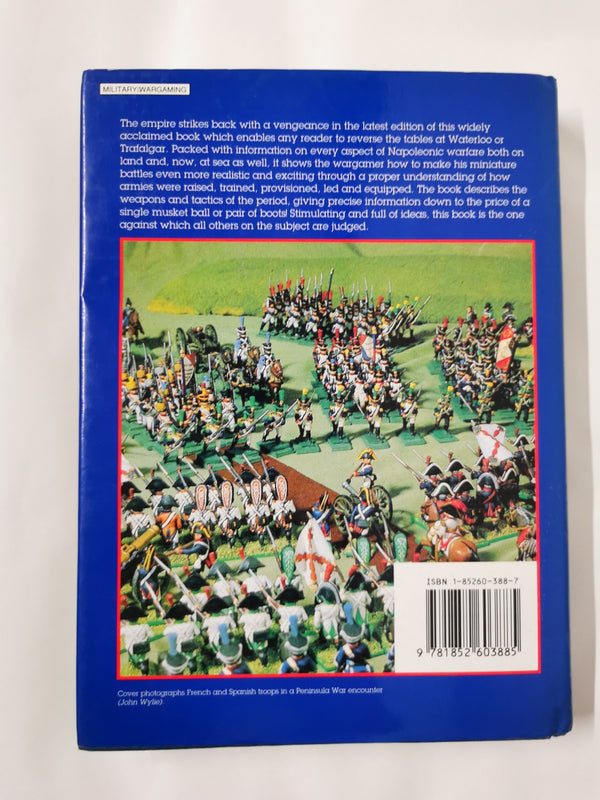 MILITARY/WARGAMING
The empire strikes back with a vengeance in the latest edition of this widely
acclaimed book which enables any reader to reverse the tables at Waterloo or
Trafalgar. Packed with information on every aspect of Napoleonic warfare both on
land and, now, at sea as well, it shows the wargamer how to make his miniature
battles even more realistic and exciting through a proper understanding of how
armies were raised, trained, provisioned, led and equipped. The book describes the
weapons and tactics of the period, giving precise information down to the price of a
single musket ball or pair of boots! Stimulating and full of ideas, this book is the one
against which all others on the subject are judged.
ISBN 1-85260-388-7
9 781852 603885
Cover photographs French and Spanish troops in a Peninsula War encounter
(John Wylie)